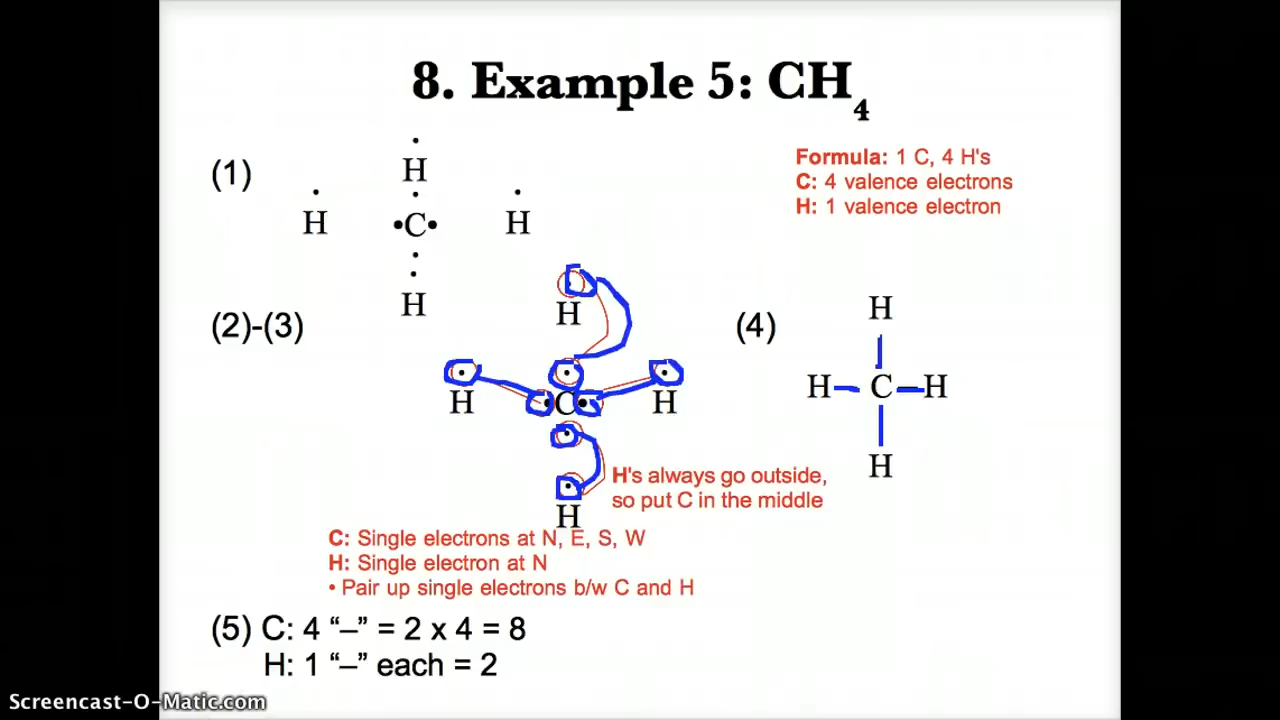 8. Example 5: CH4
(1)
H
H •C• H
H
Formula: 1 C, 4 H's
C: 4 valence electrons
H: 1 valence electron
(2)-(3)
H
H •C• H
H
H's always go outside,
so put C in the middle
(4)
H
H–C–H
H
C: Single electrons at N, E, S, W
H: Single electron at N
• Pair up single electrons b/w C and H
(5) C: 4 “–” = 2 x 4 = 8
H: 1 “–” each = 2
Screencast-O-Matic.com